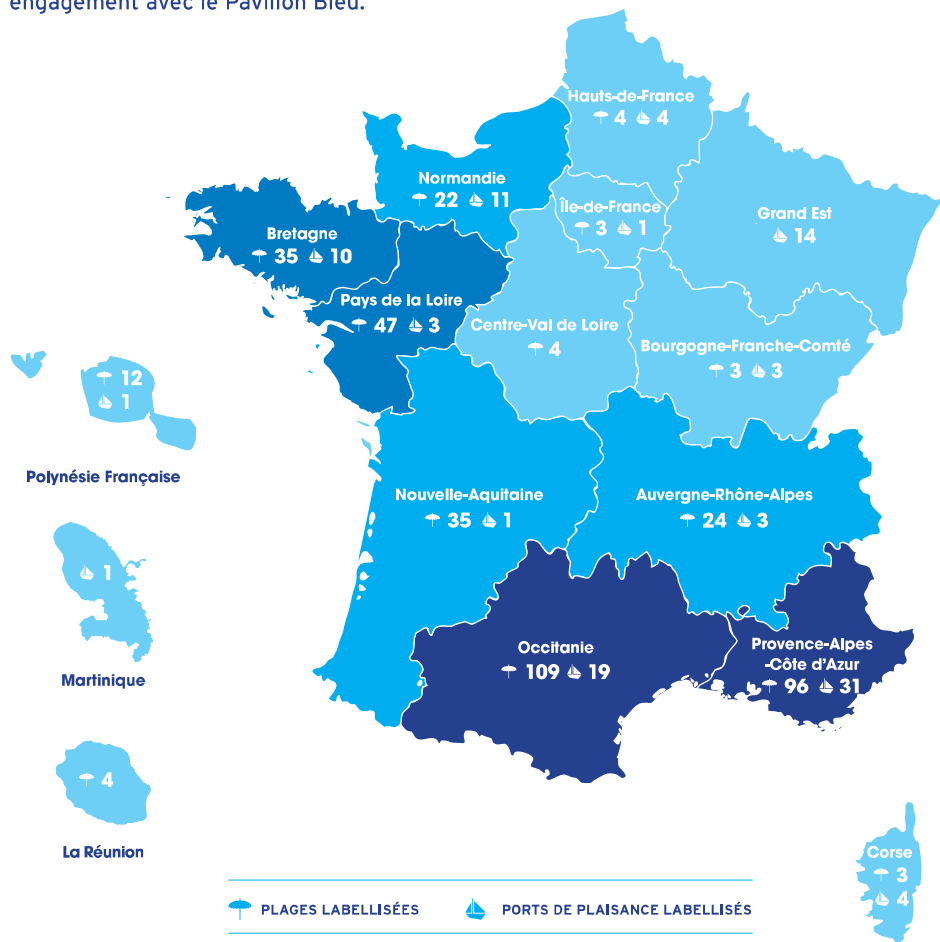 engagement avec le Pavillon Bleu.
Hauts-de-France
4 4
Normandie
22 11
Île-de-France
3 1
Grand Est
14
Bretagne
35 10
Pays de la Loire
47 3
Centre-Val de Loire
4
Bourgogne-Franche-Comté
3 3
12
1
Polynésie Française
Nouvelle-Aquitaine
35 1
Auvergne-Rhône-Alpes
24 3
1
Martinique
Occitanie
109 19
Provence-Alpes
-Côte d'Azur
96 31
4
La Réunion
Corse
3
4
PLAGES LABELLISÉES
PORTS DE PLAISANCE LABELLISÉS